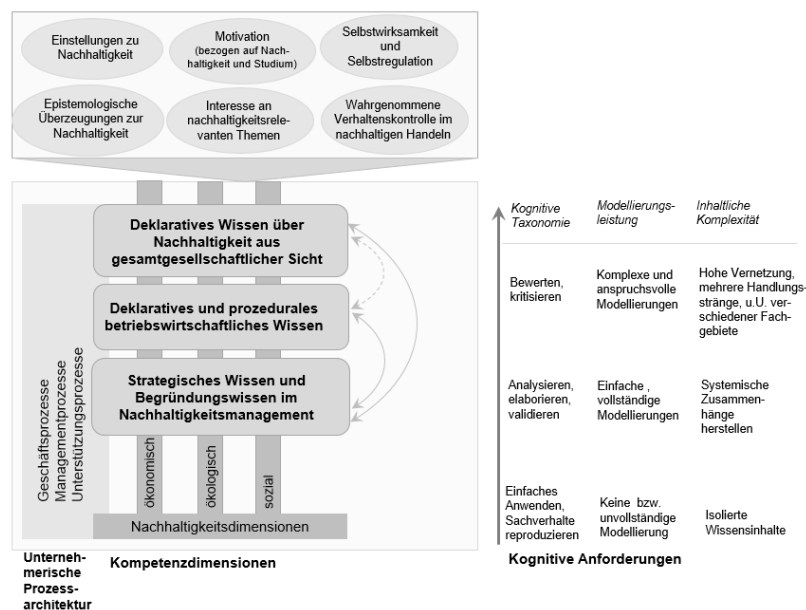 Einstellungen zu
Nachhaltigkeit
Motivation
(bezogen auf Nach-
haltigkeit und Studium)
Selbstwirksamkeit
und
Selbstregulation
Epistemologische
Überzeugungen zur
Nachhaltigkeit
Interesse an
nachhaltigkeitsrele-
vanten Themen
Wahrgenommene
Verhaltenskontrolle im
nachhaltigen Handeln
Deklaratives Wissen über
Nachhaltigkeit aus
gesamtgesellschaftlicher Sicht
Deklaratives und prozedurales
betriebswirtschaftliches Wissen
Strategisches Wissen und
Begründungswissen im
Nachhaltigkeitsmanagement
Geschäftsprozesse
Managementprozesse
Unterstützungsprozesse
ökonomisch
ökologisch
sozial
Nachhaltigkeitsdimensionen
Unterneh-
merische
Prozess-
architektur
Kompetenzdimensionen
Kognitive
Taxonomie
Modellierungs-
leistung
Inhaltliche
Komplexität
Bewerten,
kritisieren
Komplexe und
anspruchsvolle
Modellierungen
Hohe Vernetzung,
mehrere Handlungs-
stränge, u.U. ver-
schiedener Fach-
gebiete
Analysieren,
elaborieren,
validieren
Einfache ,
vollständige
Modellierungen
Systemische
Zusammen-
hänge
herstellen
Einfaches
Anwenden,
Sachverhalte
reproduzieren
Keine bzw.
unvollständige
Modellierung
Isolierte
Wissensinhalte
Kognitive Anforderungen